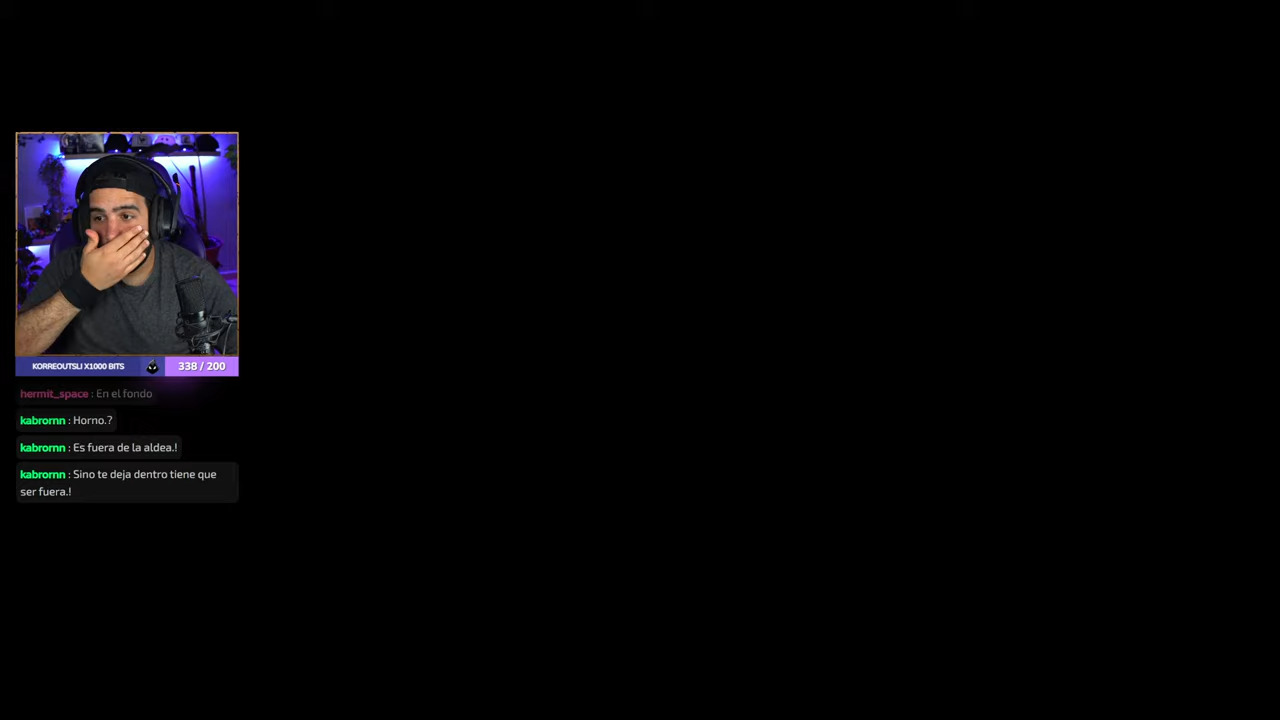 KORREOUTSLI X1000 BITS 338 / 200
hermit_space : En el fondo
kabrornn : Horno.?
kabrornn : Es fuera de la aldea.!
kabrornn : Sino te deja dentro tiene que
ser fuera.!